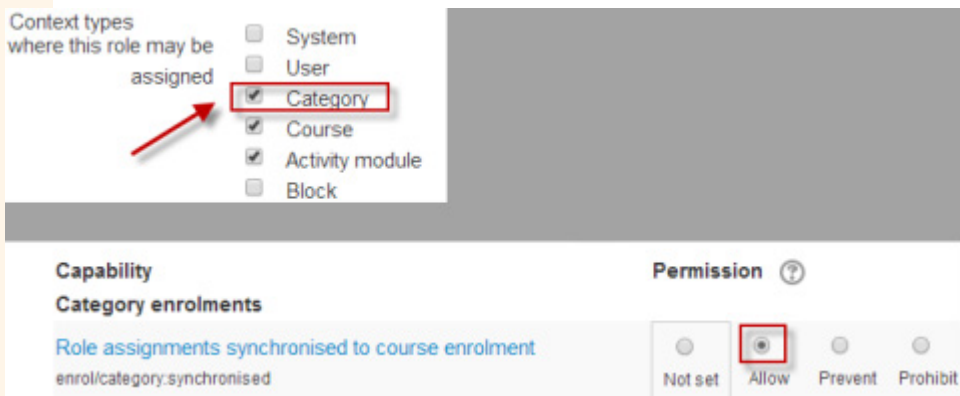 Context types
where this role may be
assigned
System
User
Category
Course
Activity module
Block
Capability
Permission
Category enrolments
Role assignments synchronised to course enrolment
enrol/category:synchronised
Not set
Allow
Prevent
Prohibit